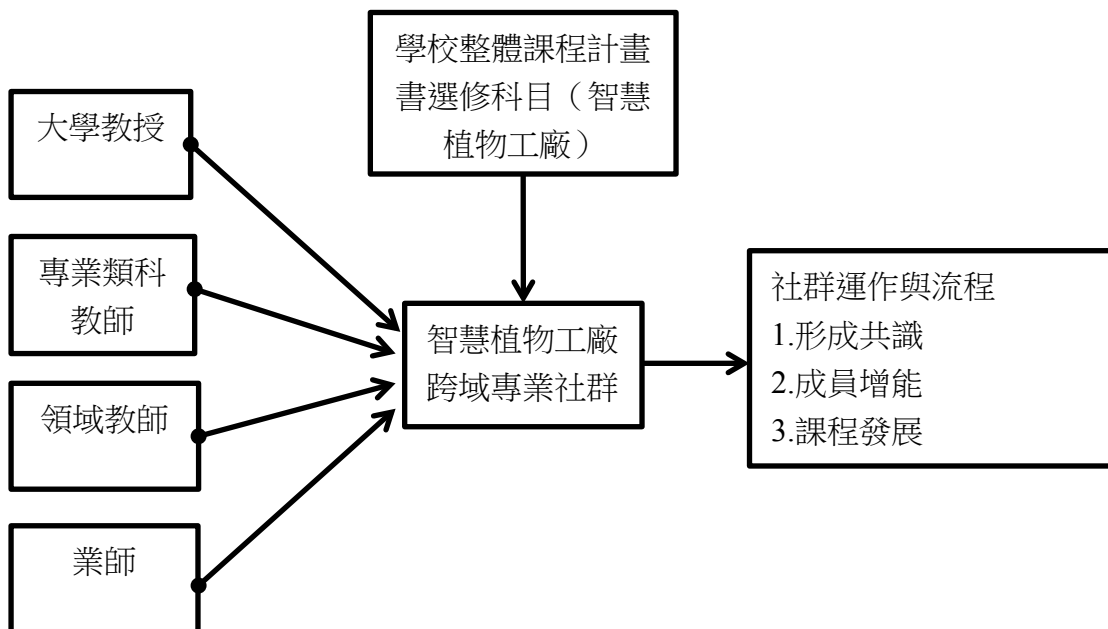 學校整體課程計畫
書選修科目（智慧
植物工廠）
大學教授
專業類科
教師
領域教師
業師
智慧植物工廠
跨域專業社群
社群運作與流程
1.形成共識
2.成員增能
3.課程發展